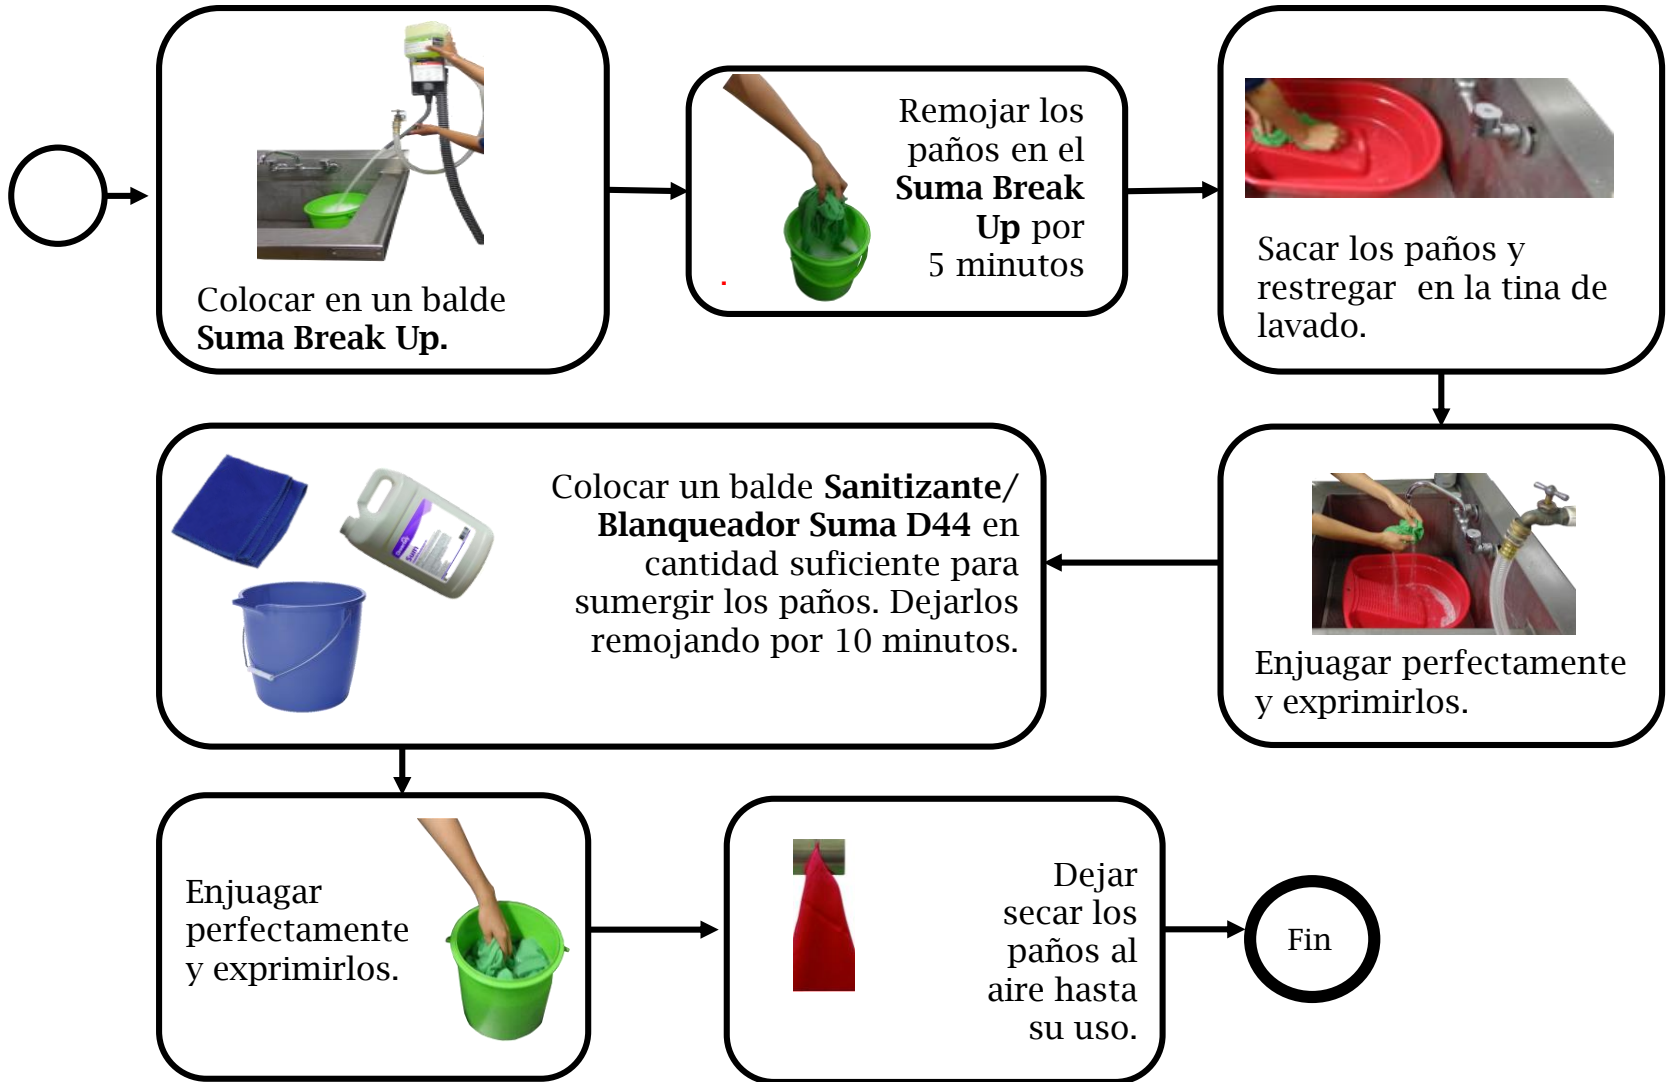 Colocar en un balde
Suma Break Up.
Remojar los
paños en el
Suma Break
Up por
5 minutos
Sacar los paños y
restregar  en la tina de
lavado.
Enjuagar perfectamente
y exprimirlos.
Colocar un balde Sanitizante/
Blanqueador Suma D44 en
cantidad suficiente para
sumergir los paños. Dejarlos
remojando por 10 minutos.
Suma
Enjuagar
perfectamente
y exprimirlos.
Dejar
secar los
paños al
aire hasta
su uso.
Fin